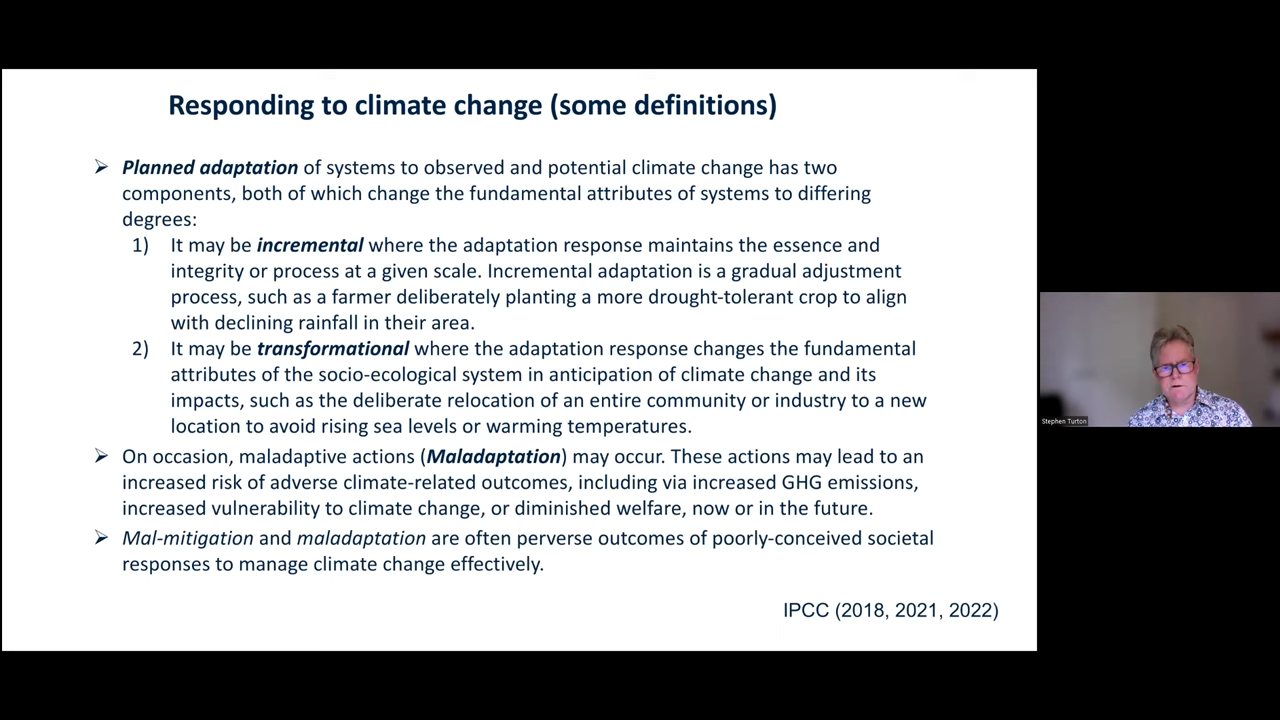 Responding to climate change (some definitions)
➢ Planned adaptation of systems to observed and potential climate change has two
components, both of which change the fundamental attributes of systems to differing
degrees:
1) It may be incremental where the adaptation response maintains the essence and
integrity or process at a given scale. Incremental adaptation is a gradual adjustment
process, such as a farmer deliberately planting a more drought-tolerant crop to align
with declining rainfall in their area.
2) It may be transformational where the adaptation response changes the fundamental
attributes of the socio-ecological system in anticipation of climate change and its
impacts, such as the deliberate relocation of an entire community or industry to a new
location to avoid rising sea levels or warming temperatures.
➢ On occasion, maladaptive actions (Maladaptation) may occur. These actions may lead to an
increased risk of adverse climate-related outcomes, including via increased GHG emissions,
increased vulnerability to climate change, or diminished welfare, now or in the future.
➢ Mal-mitigation and maladaptation are often perverse outcomes of poorly-conceived societal
responses to manage climate change effectively.
IPCC (2018, 2021, 2022)
Stephen Turton